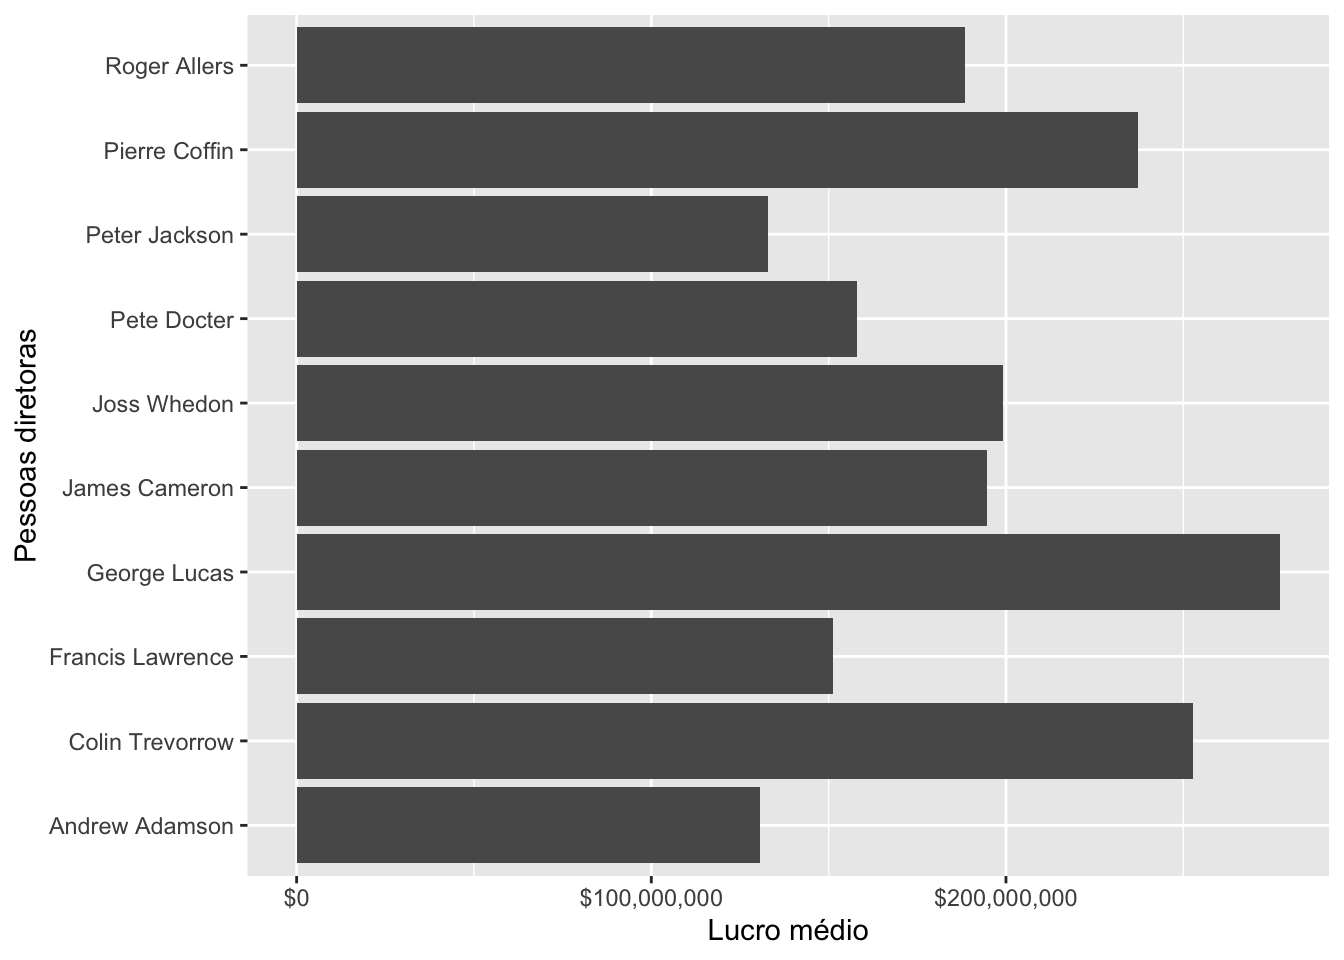 Pessoas diretoras
Roger Allers
Pierre Coffin
Peter Jackson
Pete Docter
Joss Whedon
James Cameron
George Lucas
Francis Lawrence
Colin Trevorrow
Andrew Adamson
$0 $100,000,000 $200,000,000
Lucro médio